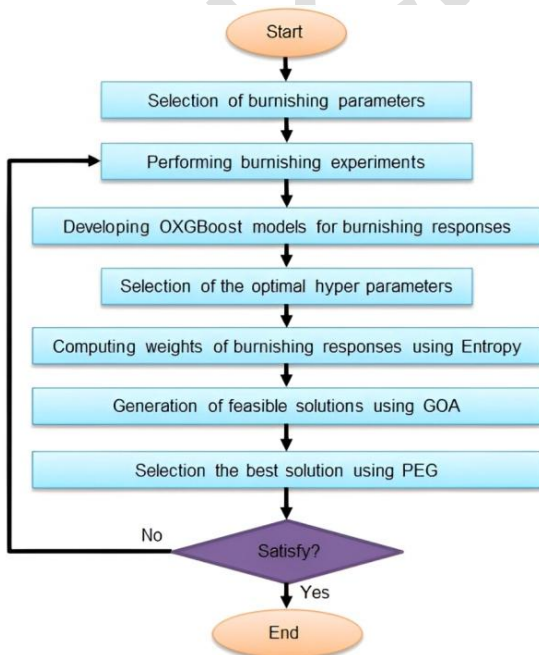 Start
Selection of burnishing parameters
Performing burnishing experiments
Developing OXGBoost models for burnishing responses
Selection of the optimal hyper parameters
Computing weights of burnishing responses using Entropy
Generation of feasible solutions using GOA
Selection the best solution using PEG
No
Satisfy?
Yes
End